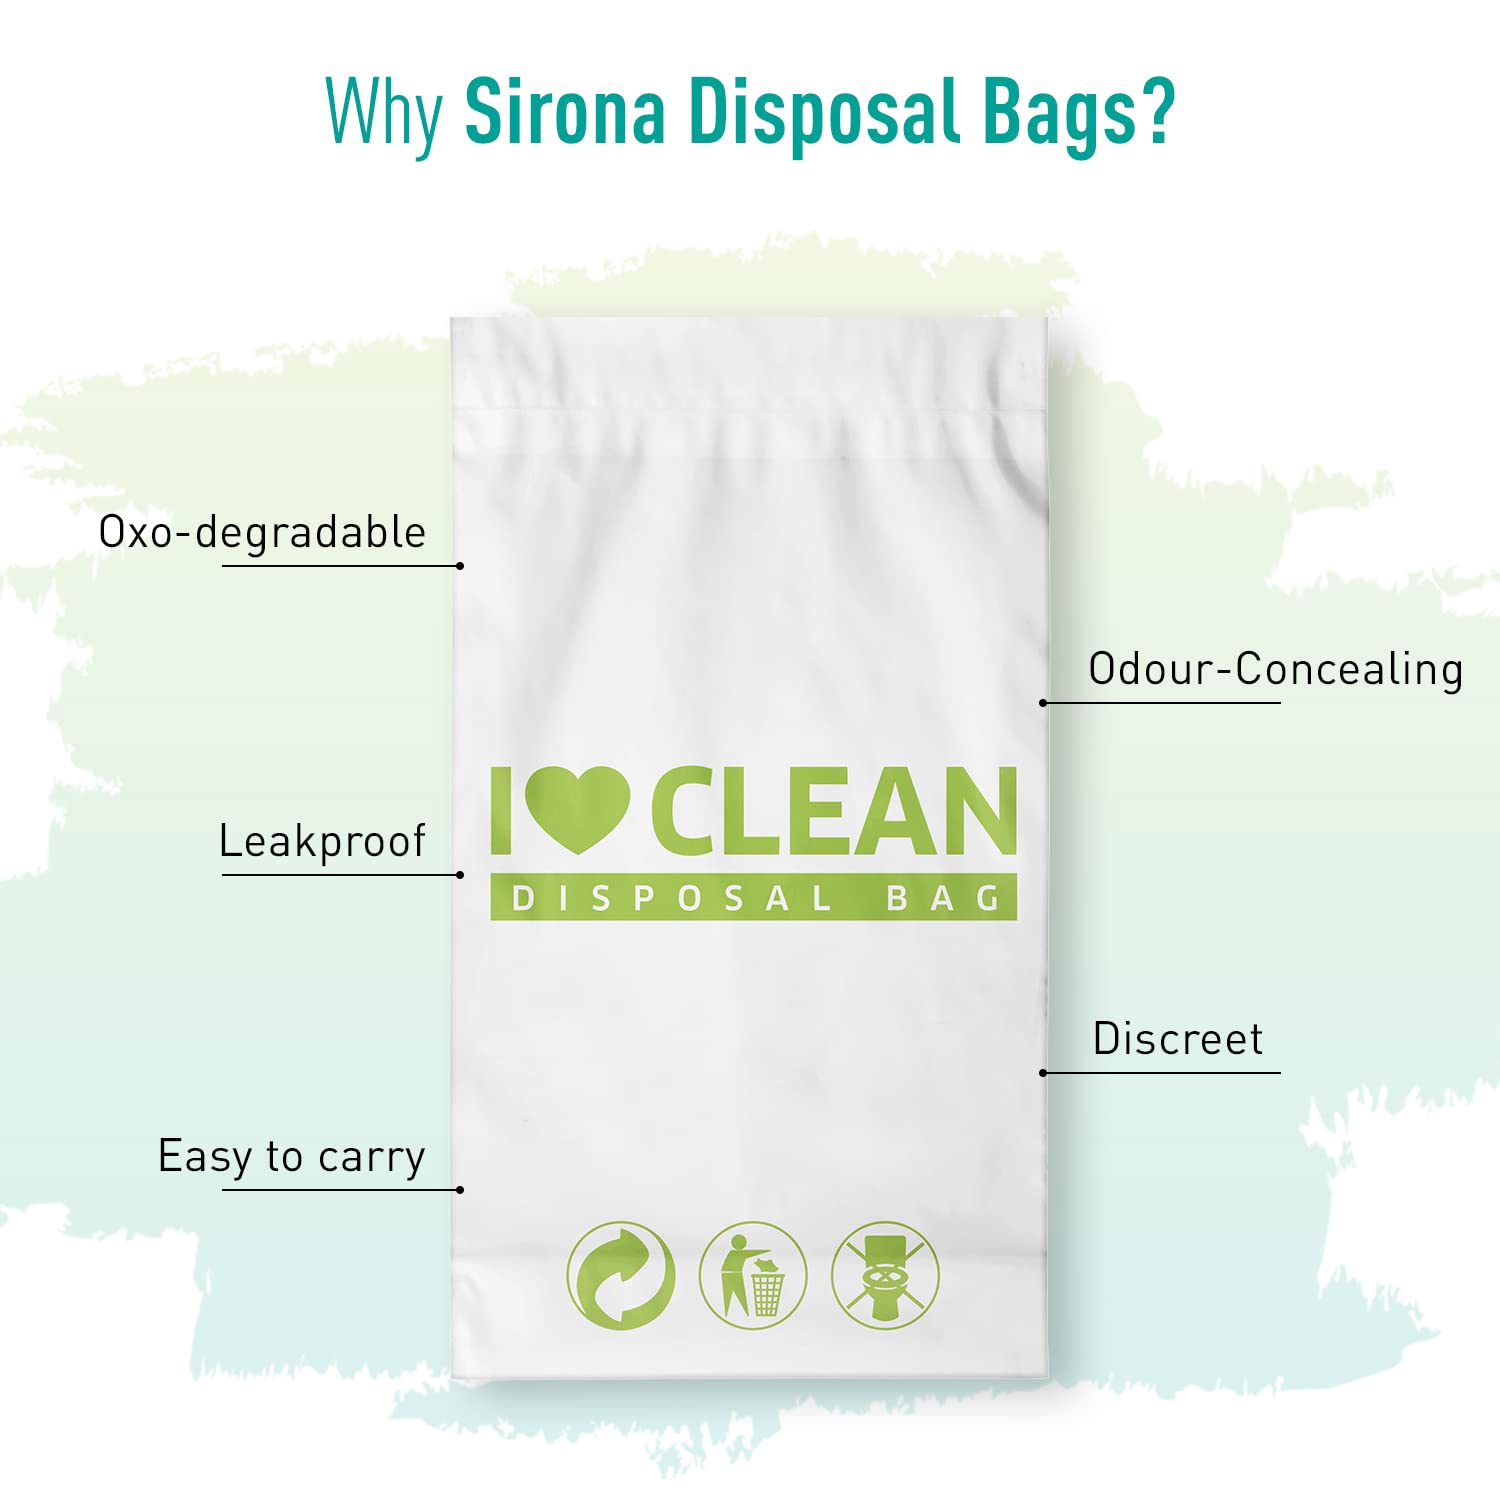 Why Sirona Disposal Bags?
Oxo-degradable
Odour-Concealing
Leakproof
I♥CLEAN
DISPOSAL BAG
Discreet
Easy to carry